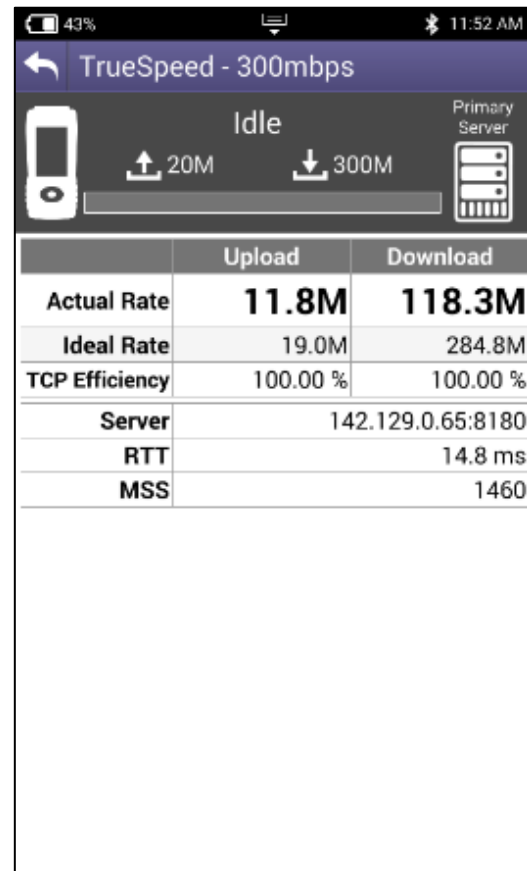 43% 11:52 AM
TrueSpeed - 300mbps
Idle
Primary
Server
20M 300M
Upload Download
Actual Rate 11.8M 118.3M
Ideal Rate 19.0M 284.8M
TCP Efficiency 100.00 % 100.00 %
Server 142.129.0.65:8180
RTT 14.8 ms
MSS 1460